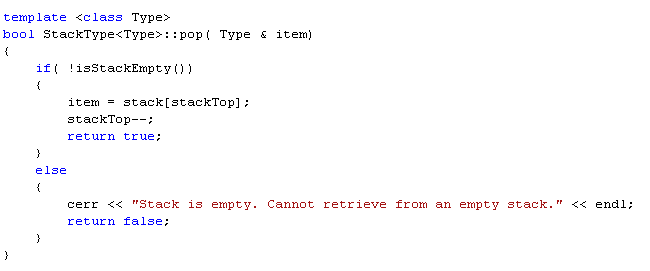 template <class Type>
bool StackType<Type>::pop( Type & item)
{
    if( !isStackEmpty())
    {
        item = stack[stackTop];
        stackTop--;
        return true;
    }
    else
    {
        cerr << "Stack is empty. Cannot retrieve from an empty stack." << endl;
        return false;
    }
}